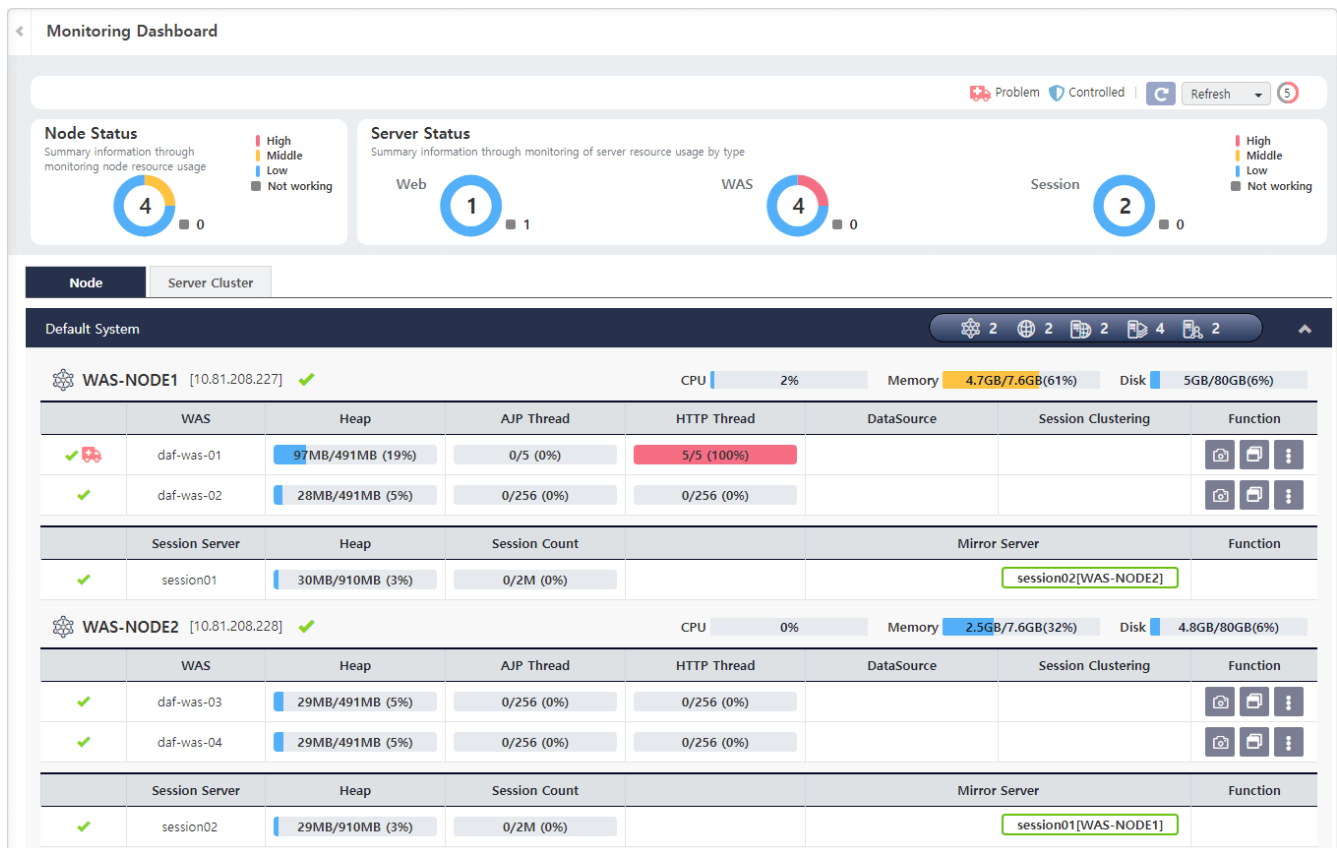 Monitoring Dashboard
Problem Controlled Refresh 5
Node Status
Summary information through
monitoring node resource usage
High
Middle
Low
Not working
4
0
Server Status
Summary information through monitoring of server resource usage by type
High
Middle
Low
Not working
Web
1
1
WAS
4
0
Session
2
0
Node Server Cluster
Default System 2 2 2 4 2
WAS-NODE1 [10.81.208.227] CPU 2% Memory 4.7GB/7.6GB(61%) Disk 5GB/80GB(6%)
WAS Heap AJP Thread HTTP Thread DataSource Session Clustering Function
daf-was-01 97MB/491MB (19%) 0/5 (0%) 5/5 (100%)
daf-was-02 28MB/491MB (5%) 0/256 (0%) 0/256 (0%)
Session Server Heap Session Count Mirror Server Function
session01 30MB/910MB (3%) 0/2M (0%) session02[WAS-NODE2]
WAS-NODE2 [10.81.208.228] CPU 0% Memory 2.5GB/7.6GB(32%) Disk 4.8GB/80GB(6%)
WAS Heap AJP Thread HTTP Thread DataSource Session Clustering Function
daf-was-03 29MB/491MB (5%) 0/256 (0%) 0/256 (0%)
daf-was-04 29MB/491MB (5%) 0/256 (0%) 0/256 (0%)
Session Server Heap Session Count Mirror Server Function
session02 29MB/910MB (3%) 0/2M (0%) session01[WAS-NODE1]